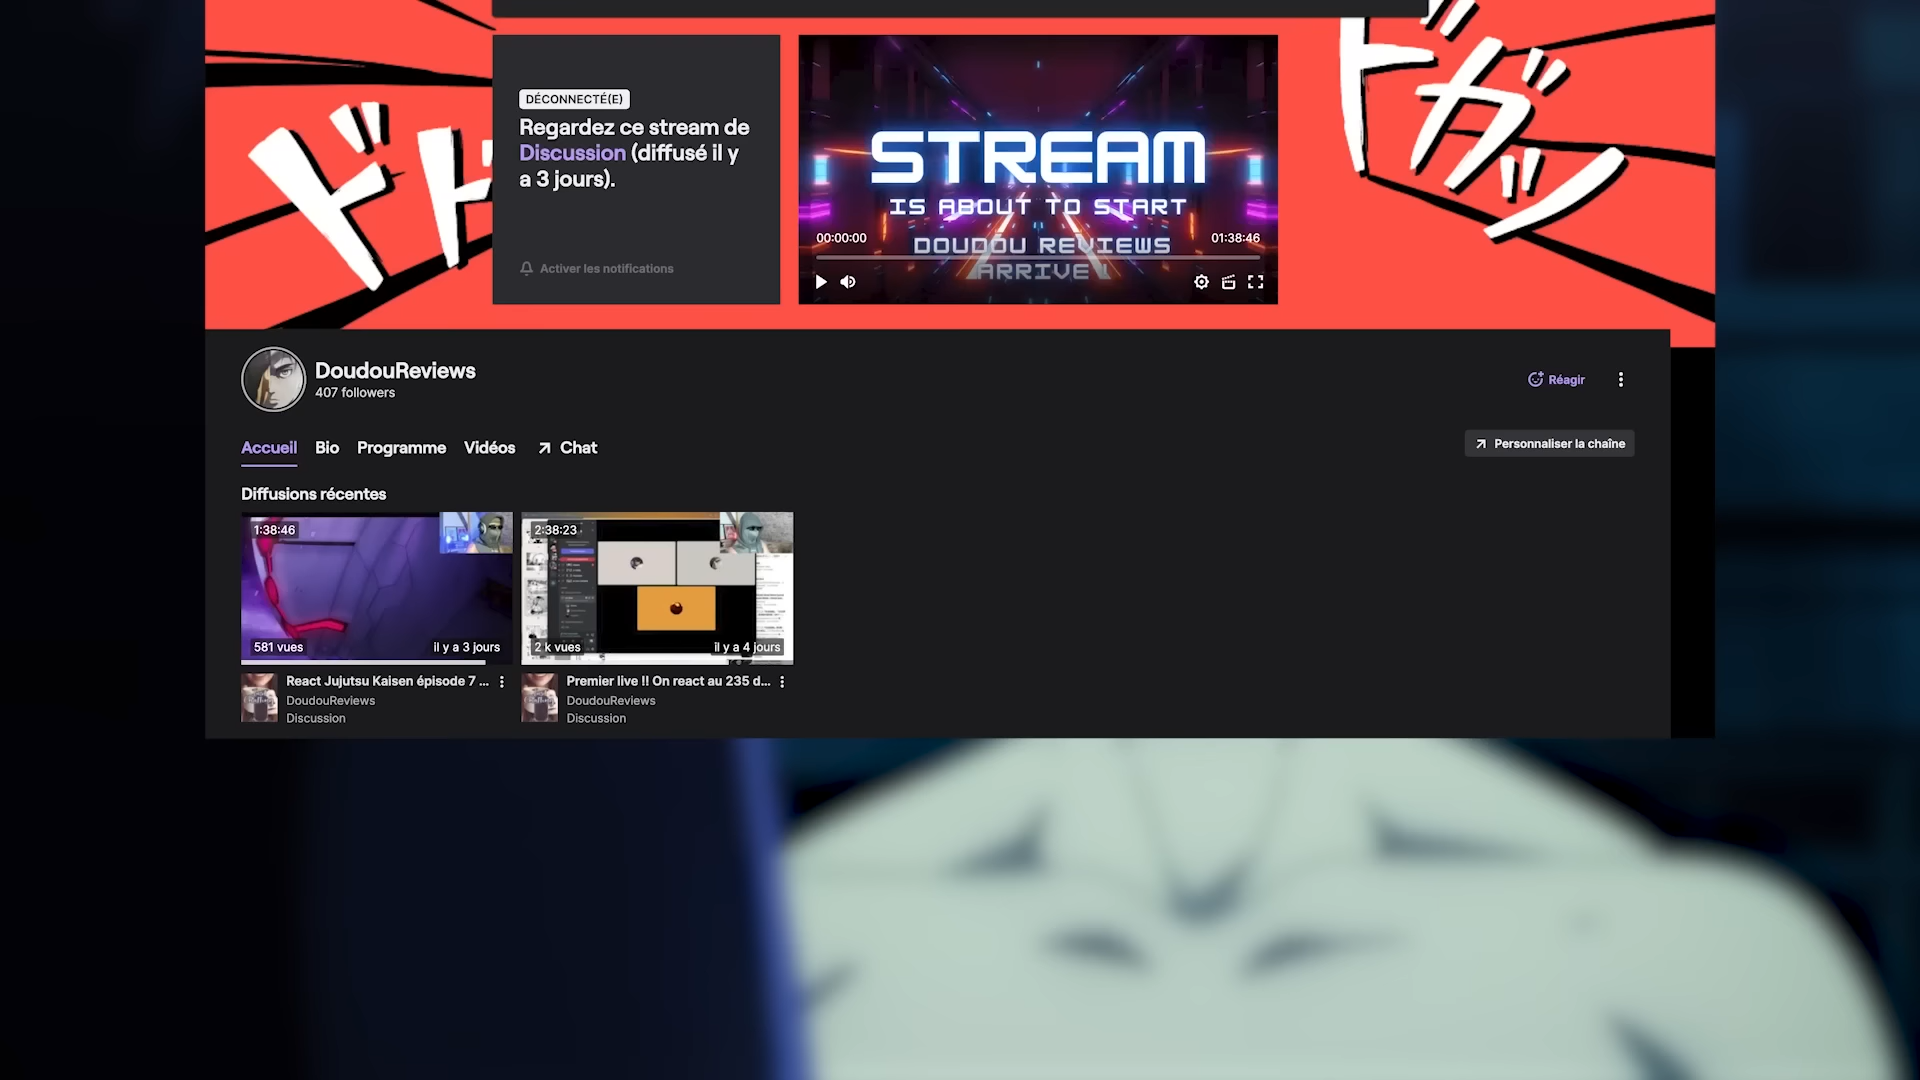 ドド
ドガッ
DÉCONNECTÉ(E)
Regardez ce stream de
Discussion (diffusé il y
a 3 jours).
Activer les notifications
STREAM
IS ABOUT TO START
DOUDOU REVIEWS
ARRIVE !
00:00:00
01:38:46
DoudouReviews
407 followers
Réagir
Accueil
Bio
Programme
Vidéos
Chat
Personnaliser la chaîne
Diffusions récentes
1:38:46
581 vues
il y a 3 jours
React Jujutsu Kaisen épisode 7 ...
DoudouReviews
Discussion
2:38:23
2 k vues
il y a 4 jours
Premier live !! On react au 235 d...
DoudouReviews
Discussion